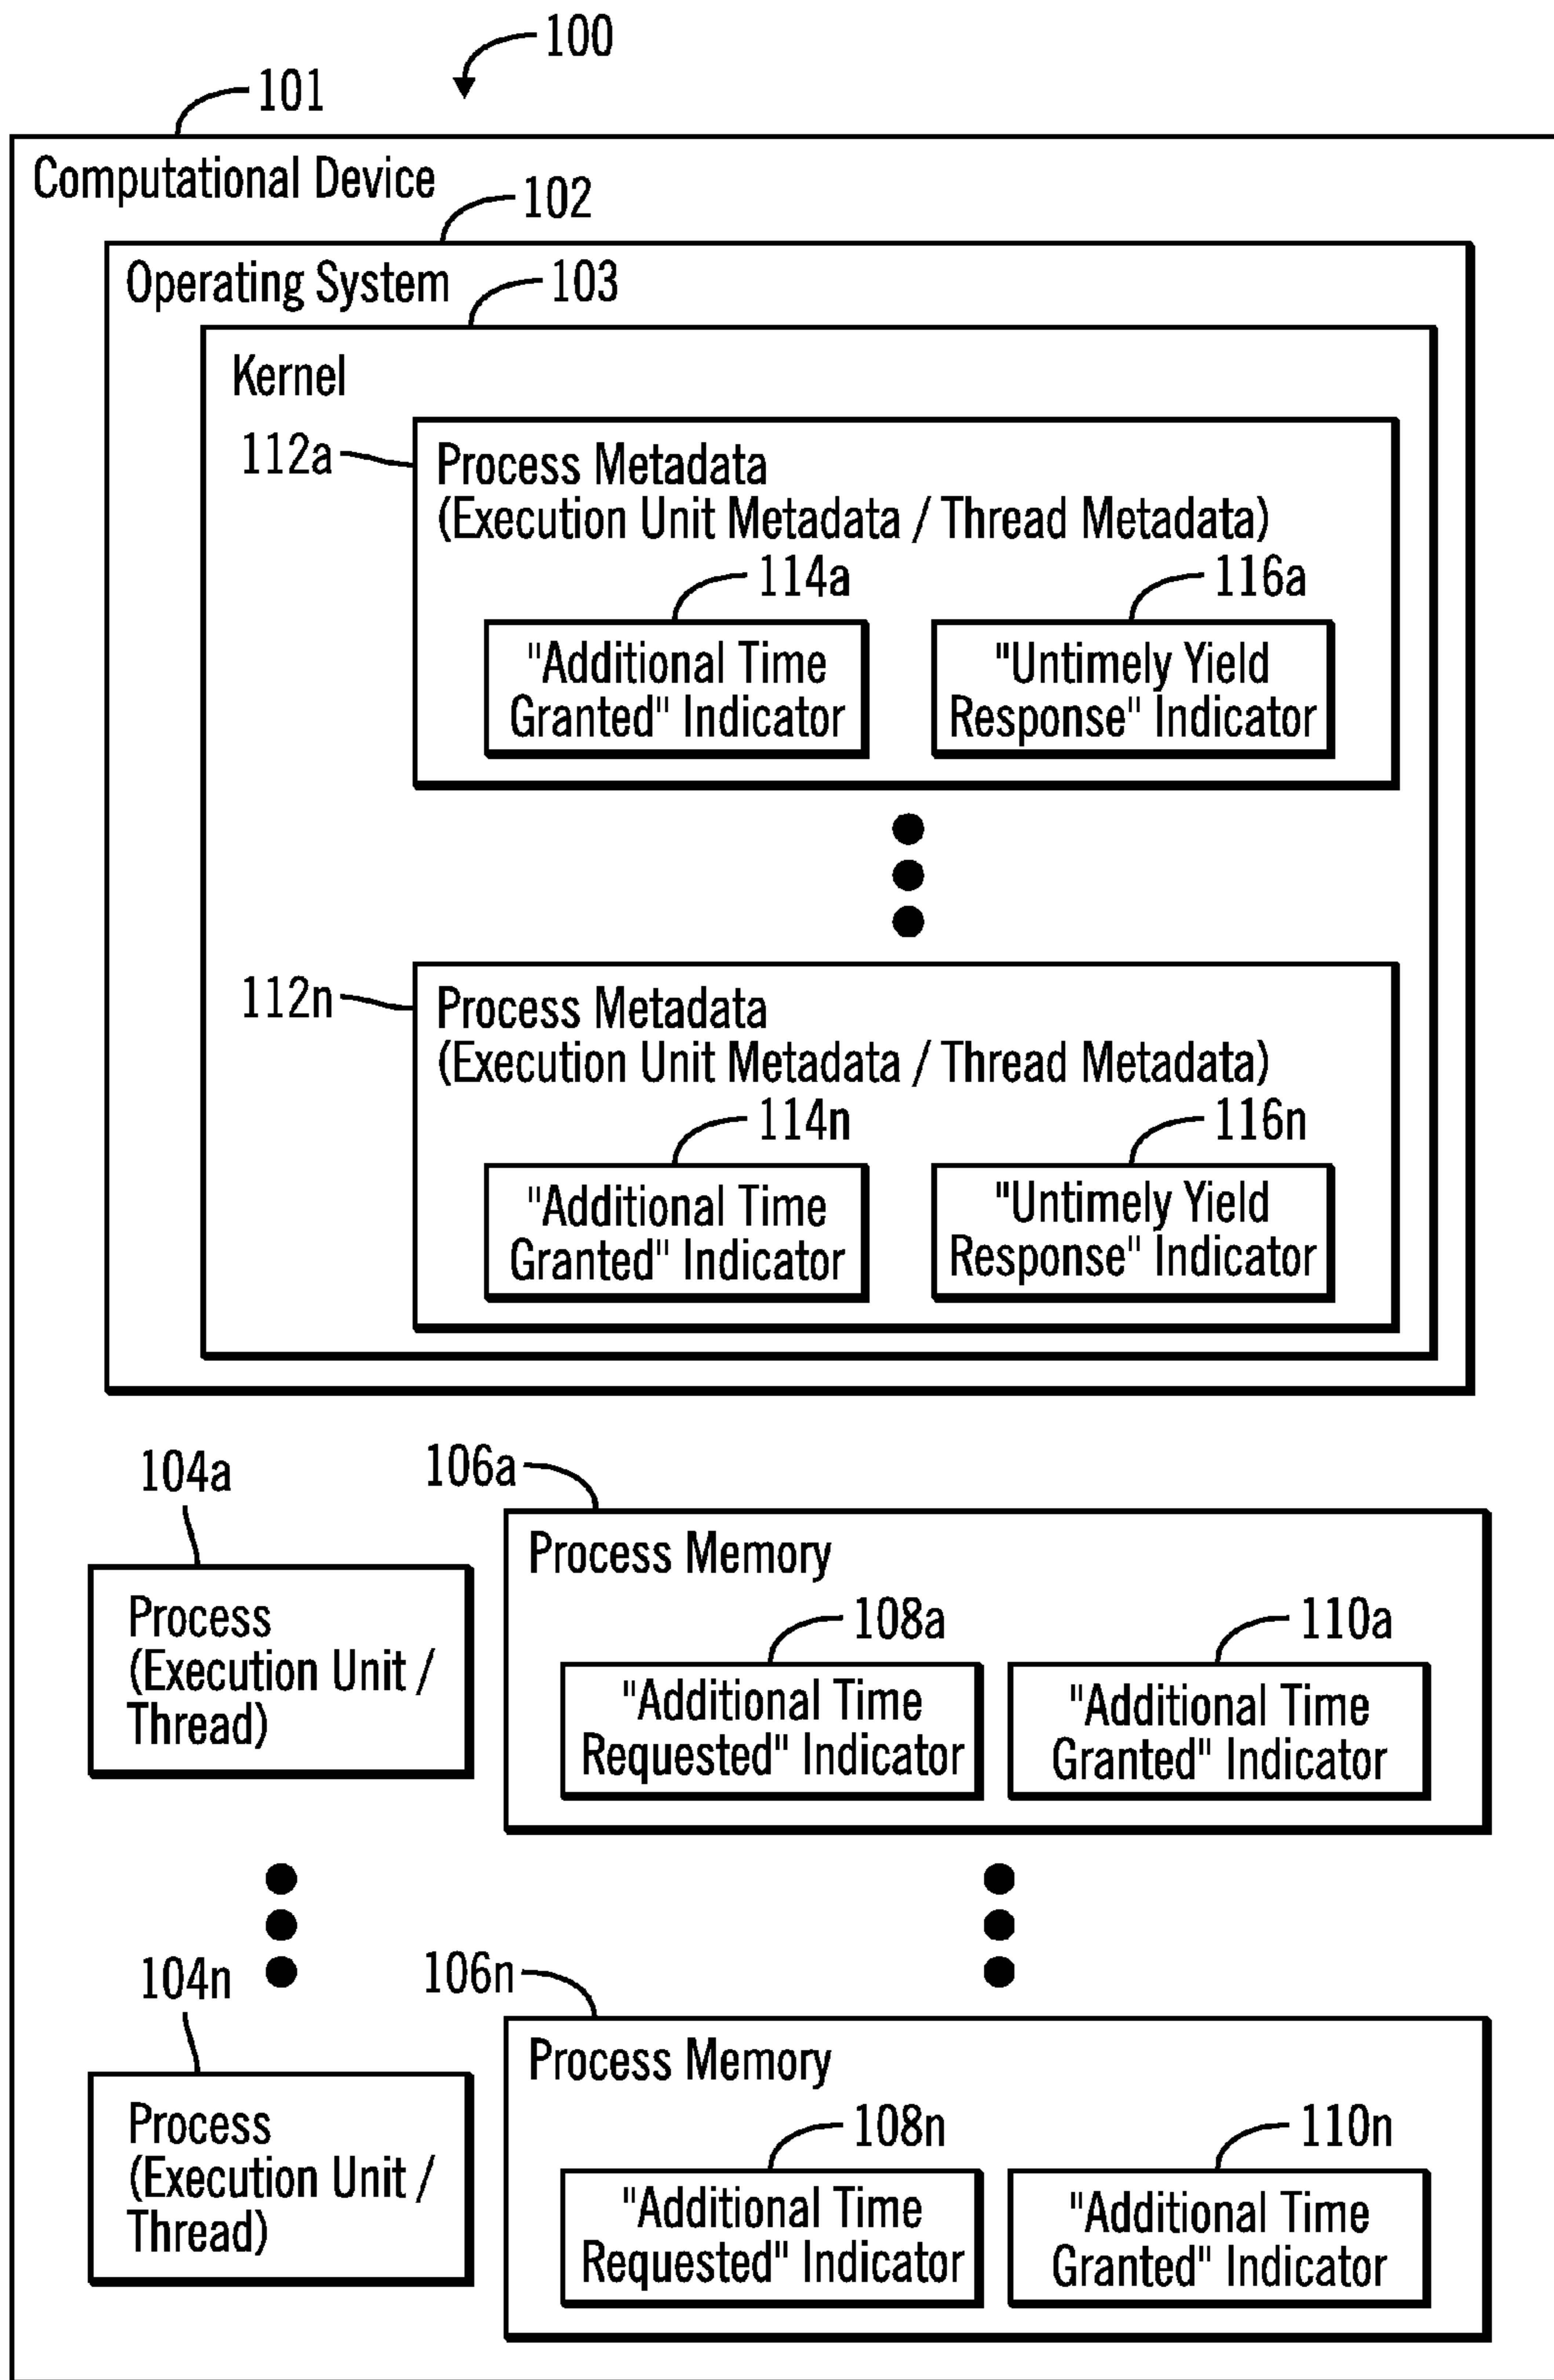 100
101
Computational Device
102
Operating System
103
Kernel
112a
Process Metadata
(Execution Unit Metadata / Thread Metadata)
114a
116a
"Additional Time
Granted" Indicator
"Untimely Yield
Response" Indicator
112n
Process Metadata
(Execution Unit Metadata / Thread Metadata)
114n
116n
"Additional Time
Granted" Indicator
"Untimely Yield
Response" Indicator
104a
106a
Process
(Execution Unit /
Thread)
Process Memory
108a
110a
"Additional Time
Requested" Indicator
"Additional Time
Granted" Indicator
104n
106n
Process
(Execution Unit /
Thread)
Process Memory
108n
110n
"Additional Time
Requested" Indicator
"Additional Time
Granted" Indicator